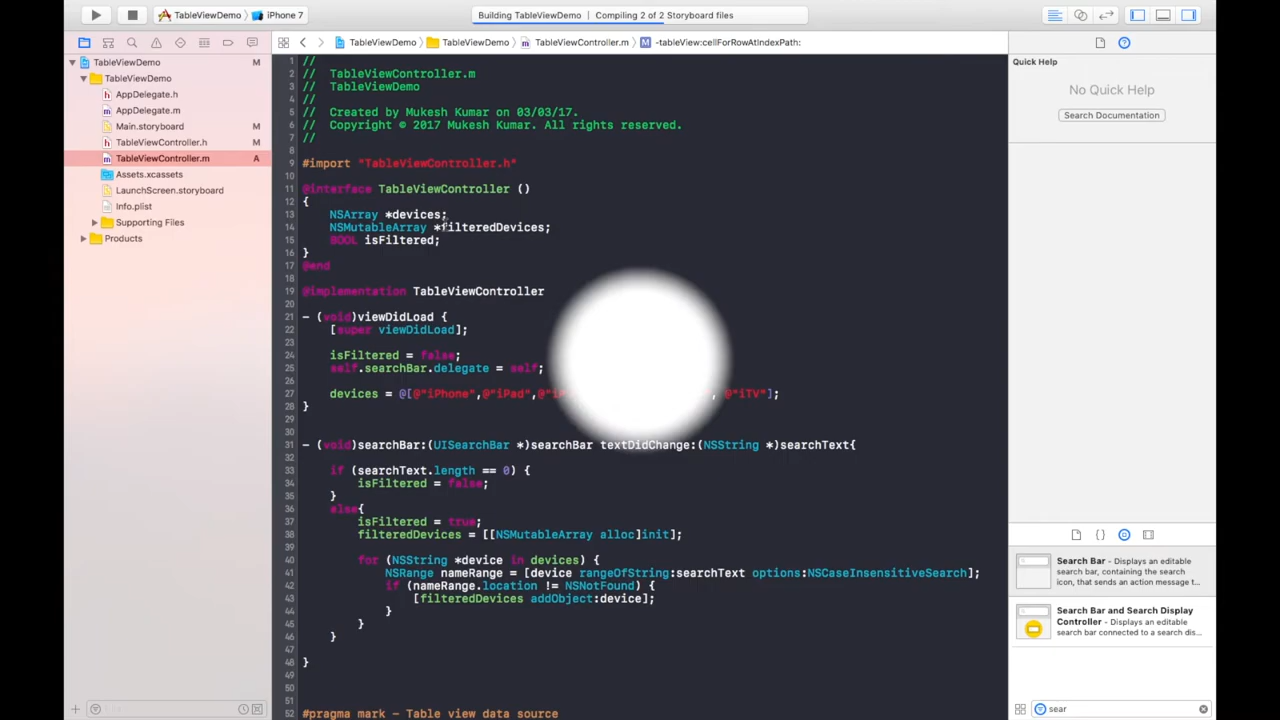 TableViewDemo
iPhone 7
Building TableViewDemo | Compiling 2 of 2 Storyboard files
TableViewDemo
TableViewDemo
TableViewController.m
M
-tableView:cellForRowAtIndexPath:
TableViewDemo M
TableViewDemo
h AppDelegate.h
m AppDelegate.m
Main.storyboard M
h TableViewController.h M
m TableViewController.m A
Assets.xcassets
LaunchScreen.storyboard
Info.plist
Supporting Files
Products
1 //
2 // TableViewController.m
3 // TableViewDemo
4 //
5 // Created by Mukesh Kumar on 03/03/17.
6 // Copyright © 2017 Mukesh Kumar. All rights reserved.
7 //
8
9 #import "TableViewController.h"
10
11 @interface TableViewController ()
12 {
13 NSArray *devices;
14 NSMutableArray *filteredDevices;
15 BOOL isFiltered;
16 }
17 @end
18
19 @implementation TableViewController
20
21 - (void)viewDidLoad {
22 [super viewDidLoad];
23
24 isFiltered = false;
25 self.searchBar.delegate = self;
26
27 devices = @[@"iPhone",@"iPad",@"i , @"iTV"];
28 }
29
30
31 - (void)searchBar:(UISearchBar *)searchBar textDidChange:(NSString *)searchText{
32
33 if (searchText.length == 0) {
34 isFiltered = false;
35 }
36 else{
37 isFiltered = true;
38 filteredDevices = [[NSMutableArray alloc]init];
39
40 for (NSString *device in devices) {
41 NSRange nameRange = [device rangeOfString:searchText options:NSCaseInsensitiveSearch];
42 if (nameRange.location != NSNotFound) {
43 [filteredDevices addObject:device];
44 }
45 }
46 }
47
48 }
49
50
51
52 #pragma mark - Table view data source
Quick Help
No Quick Help
Search Documentation
Search Bar - Displays an editable
search bar, containing the search
icon, that sends an action message t...
Search Bar and Search Display
Controller - Displays an editable
search bar connected to a search dis...
sear